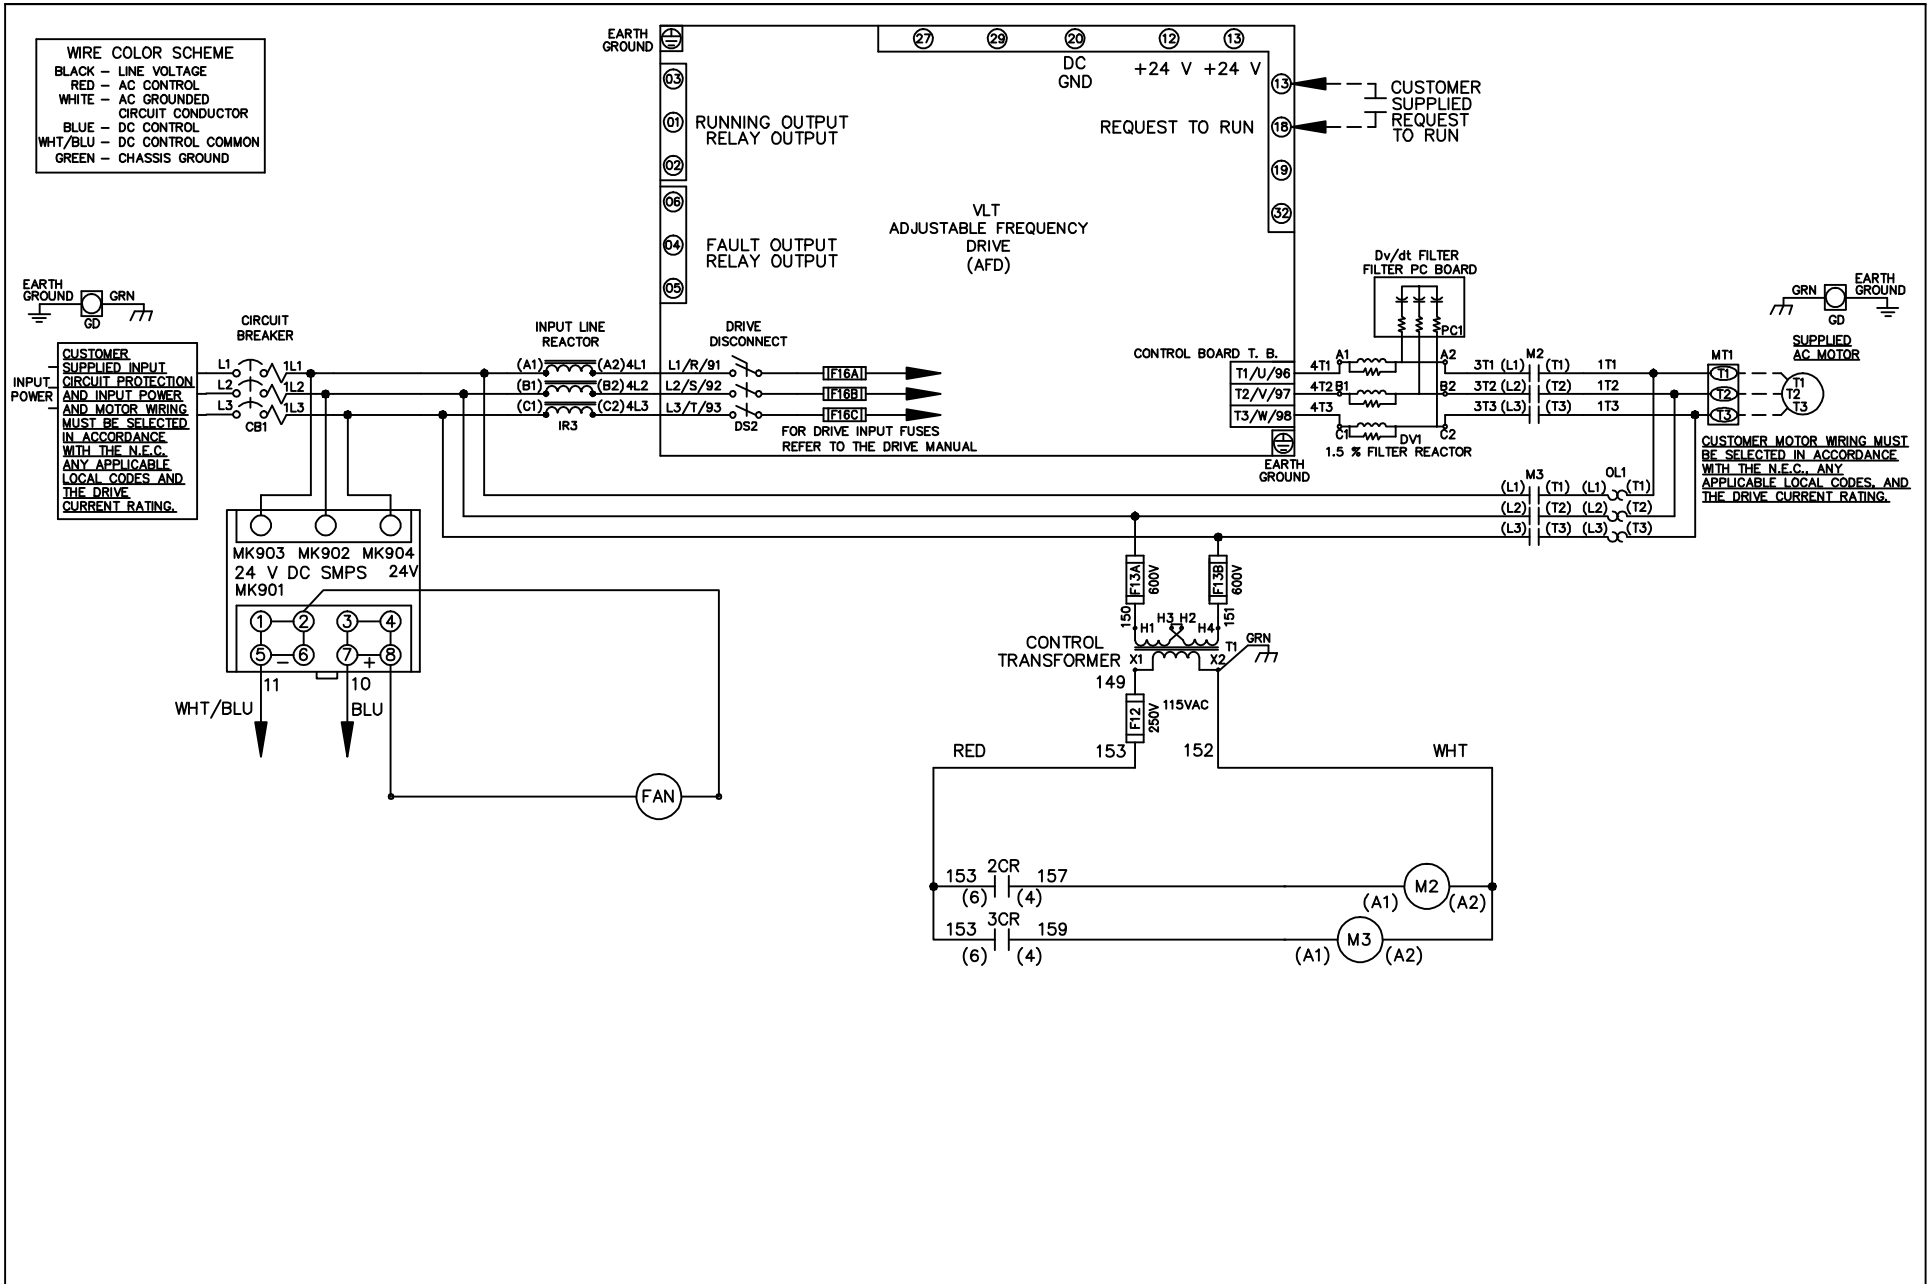 WIRE COLOR SCHEME
BLACK – LINE VOLTAGE
RED – AC CONTROL
WHITE – AC GROUNDED
CIRCUIT CONDUCTOR
BLUE – DC CONTROL
WHT/BLU – DC CONTROL COMMON
GREEN – CHASSIS GROUND
EARTH
GROUND
03
01
02
RUNNING OUTPUT
RELAY OUTPUT
06
04
05
FAULT OUTPUT
RELAY OUTPUT
27 29 20 12 13
DC
GND
+24 V +24 V
13
REQUEST TO RUN 18
19
32
CUSTOMER
SUPPLIED
REQUEST
TO RUN
VLT
ADJUSTABLE FREQUENCY
DRIVE
(AFD)
Dv/dt FILTER
FILTER PC BOARD
PC1
EARTH
GROUND
GRN
GD
INPUT
POWER
CUSTOMER
SUPPLIED INPUT
CIRCUIT PROTECTION
AND INPUT POWER
AND MOTOR WIRING
MUST BE SELECTED
IN ACCORDANCE
WITH THE N.E.C.
ANY APPLICABLE
LOCAL CODES AND
THE DRIVE
CURRENT RATING.
CIRCUIT
BREAKER
L1 1L1
L2 1L2
L3 1L3
CB1
INPUT LINE
REACTOR
(A1) (A2) 4L1
(B1) (B2) 4L2
(C1) (C2) 4L3
IR3
DRIVE
DISCONNECT
L1/R/91
L2/S/92
L3/T/93
DS2
F16A
F16B
F16C
FOR DRIVE INPUT FUSES
REFER TO THE DRIVE MANUAL
CONTROL BOARD T. B.
T1/U/96
T2/V/97
T3/W/98
EARTH
GROUND
4T1 A1 A2
4T2 B1 B2
4T3 C1 C2
DV1
1.5 % FILTER REACTOR
M2
3T1 (L1) (T1) 1T1
3T2 (L2) (T2) 1T2
3T3 (L3) (T3) 1T3
MT1
T1
T2
T3
GRN
EARTH
GROUND
GD
SUPPLIED
AC MOTOR
T1
T2
T3
CUSTOMER MOTOR WIRING MUST
BE SELECTED IN ACCORDANCE
WITH THE N.E.C., ANY
APPLICABLE LOCAL CODES, AND
THE DRIVE CURRENT RATING.
M3 OL1
(L1) (T1) (L1) (T1)
(L2) (T2) (L2) (T2)
(L3) (T3) (L3) (T3)
MK903 MK902 MK904
24 V DC SMPS 24V
MK901
1 2 3 4
5 – 6 7 + 8
11 10
WHT/BLU BLU
FAN
F13A
600V
F13B
600V
150
151
H1 H3 H2 H4
CONTROL
TRANSFORMER
T1
GRN
X1 X2
149
F12
250V
115VAC
RED 153 152 WHT
2CR
153 157
(6) (4)
M2
(A1) (A2)
3CR
153 159
(6) (4)
M3
(A1) (A2)